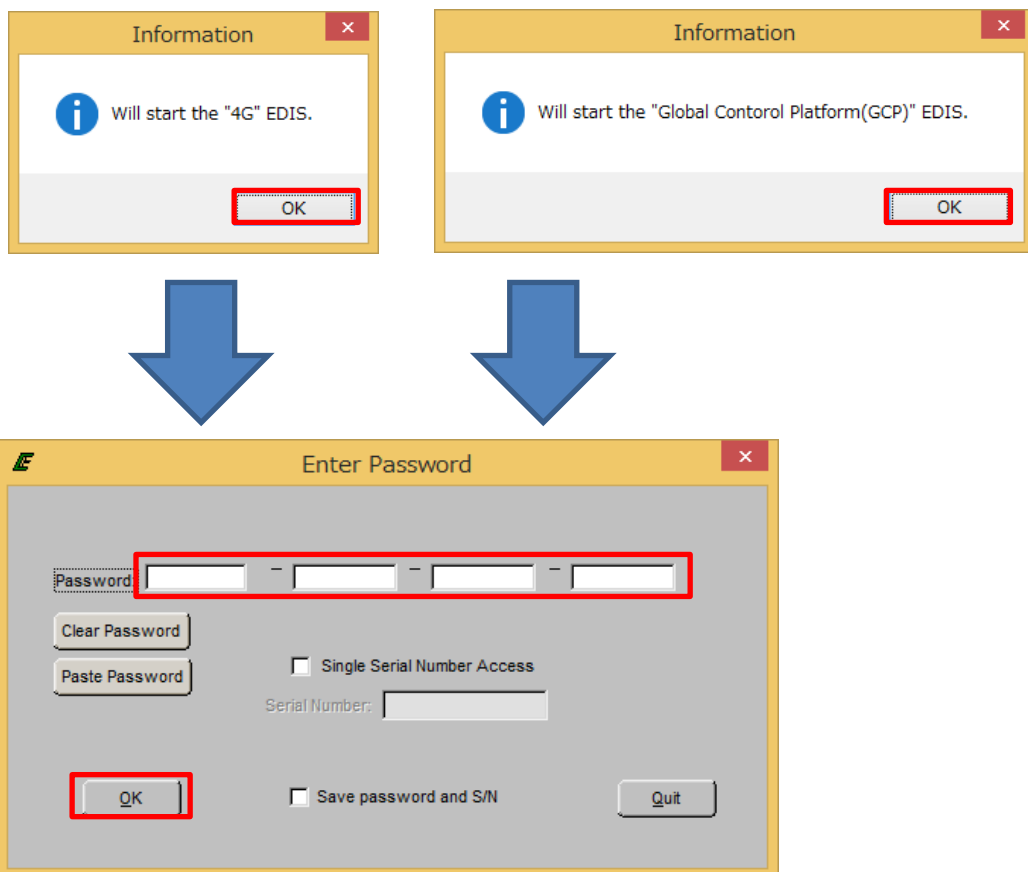 Information
Will start the "4G" EDIS.
OK
Information
Will start the "Global Contorol Platform(GCP)" EDIS.
OK
Enter Password
Password: – – –
Clear Password
Paste Password
Single Serial Number Access
Serial Number:
OK
Save password and S/N
Quit